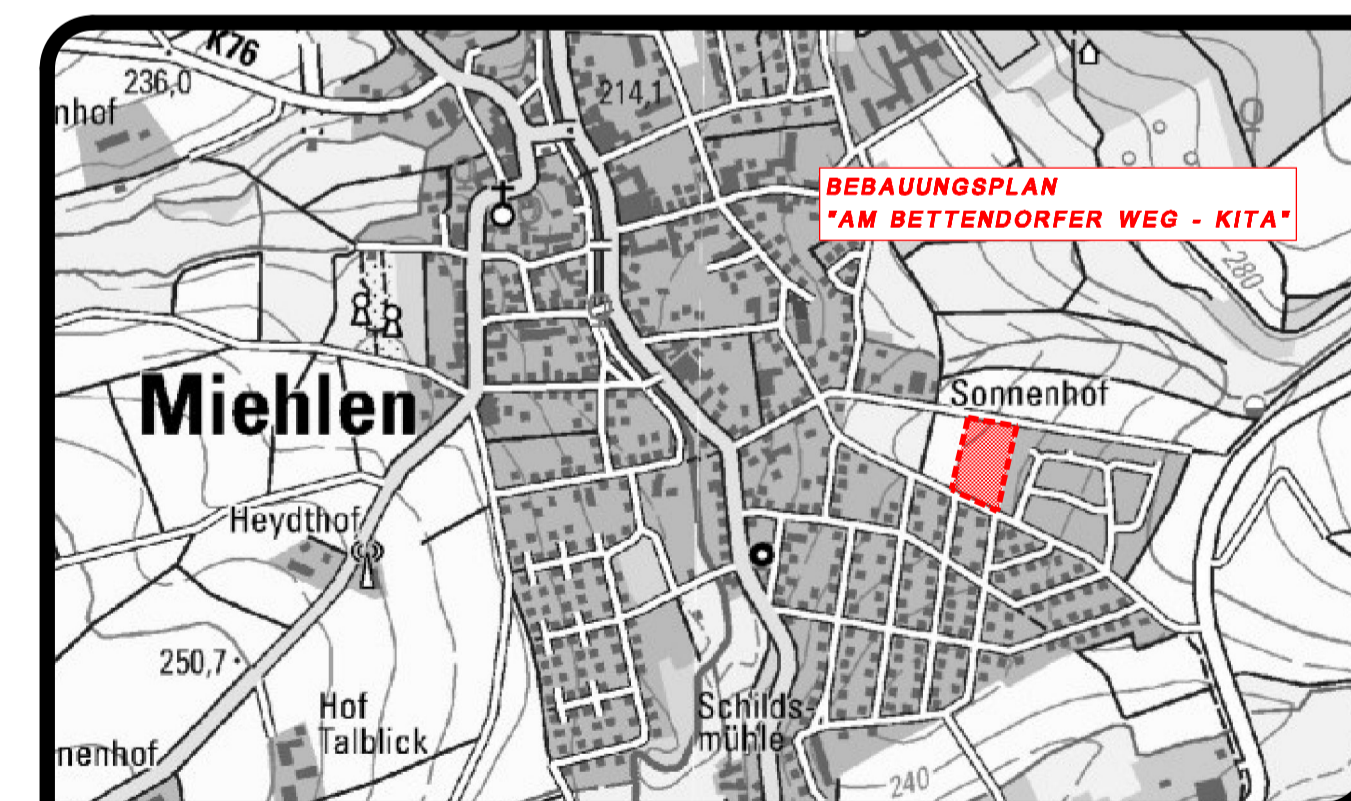 K76
236,0
nhof
214,1
BEBAUUNGSPLAN
"AM BETTENDORFER WEG - KITA"
280
Miehlen
Sonnenhof
Heydthof
250,7
Hof
Talblick
Schilds-
mühle
nenhof
240